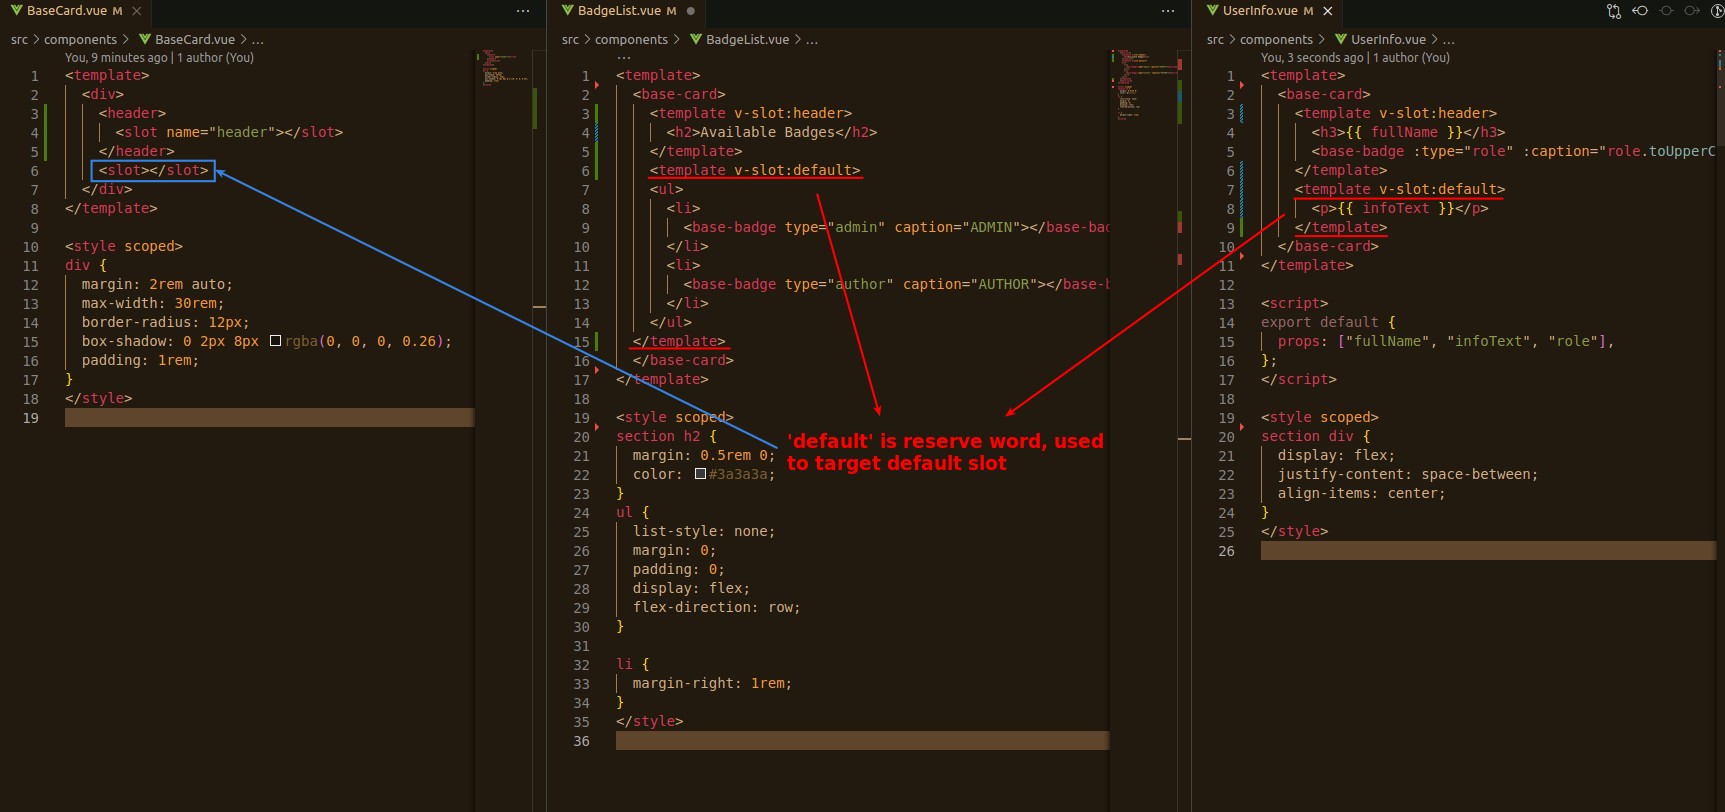 BaseCard.vue M
src > components > BaseCard.vue > ...
You, 9 minutes ago | 1 author (You)
1 <template>
2 <div>
3 <header>
4 <slot name="header"></slot>
5 </header>
6 <slot></slot>
7 </div>
8 </template>
9
10 <style scoped>
11 div {
12 margin: 2rem auto;
13 max-width: 30rem;
14 border-radius: 12px;
15 box-shadow: 0 2px 8px rgba(0, 0, 0, 0.26);
16 padding: 1rem;
17 }
18 </style>
19
BadgeList.vue M
src > components > BadgeList.vue > ...
...
1 <template>
2 <base-card>
3 <template v-slot:header>
4 <h2>Available Badges</h2>
5 </template>
6 <template v-slot:default>
7 <ul>
8 <li>
9 <base-badge type="admin" caption="ADMIN"></base-bad
10 </li>
11 <li>
12 <base-badge type="author" caption="AUTHOR"></base-b
13 </li>
14 </ul>
15 </template>
16 </base-card>
17 </template>
18
19 <style scoped>
20 section h2 {
21 margin: 0.5rem 0;
22 color: #3a3a3a;
23 }
24 ul {
25 list-style: none;
26 margin: 0;
27 padding: 0;
28 display: flex;
29 flex-direction: row;
30 }
31
32 li {
33 margin-right: 1rem;
34 }
35 </style>
36
'default' is reserve word, used
to target default slot
UserInfo.vue M
src > components > UserInfo.vue > ...
You, 3 seconds ago | 1 author (You)
1 <template>
2 <base-card>
3 <template v-slot:header>
4 <h3>{{ fullName }}</h3>
5 <base-badge :type="role" :caption="role.toUpperC
6 </template>
7 <template v-slot:default>
8 <p>{{ infoText }}</p>
9 </template>
10 </base-card>
11 </template>
12
13 <script>
14 export default {
15 props: ["fullName", "infoText", "role"],
16 };
17 </script>
18
19 <style scoped>
20 section div {
21 display: flex;
22 justify-content: space-between;
23 align-items: center;
24 }
25 </style>
26